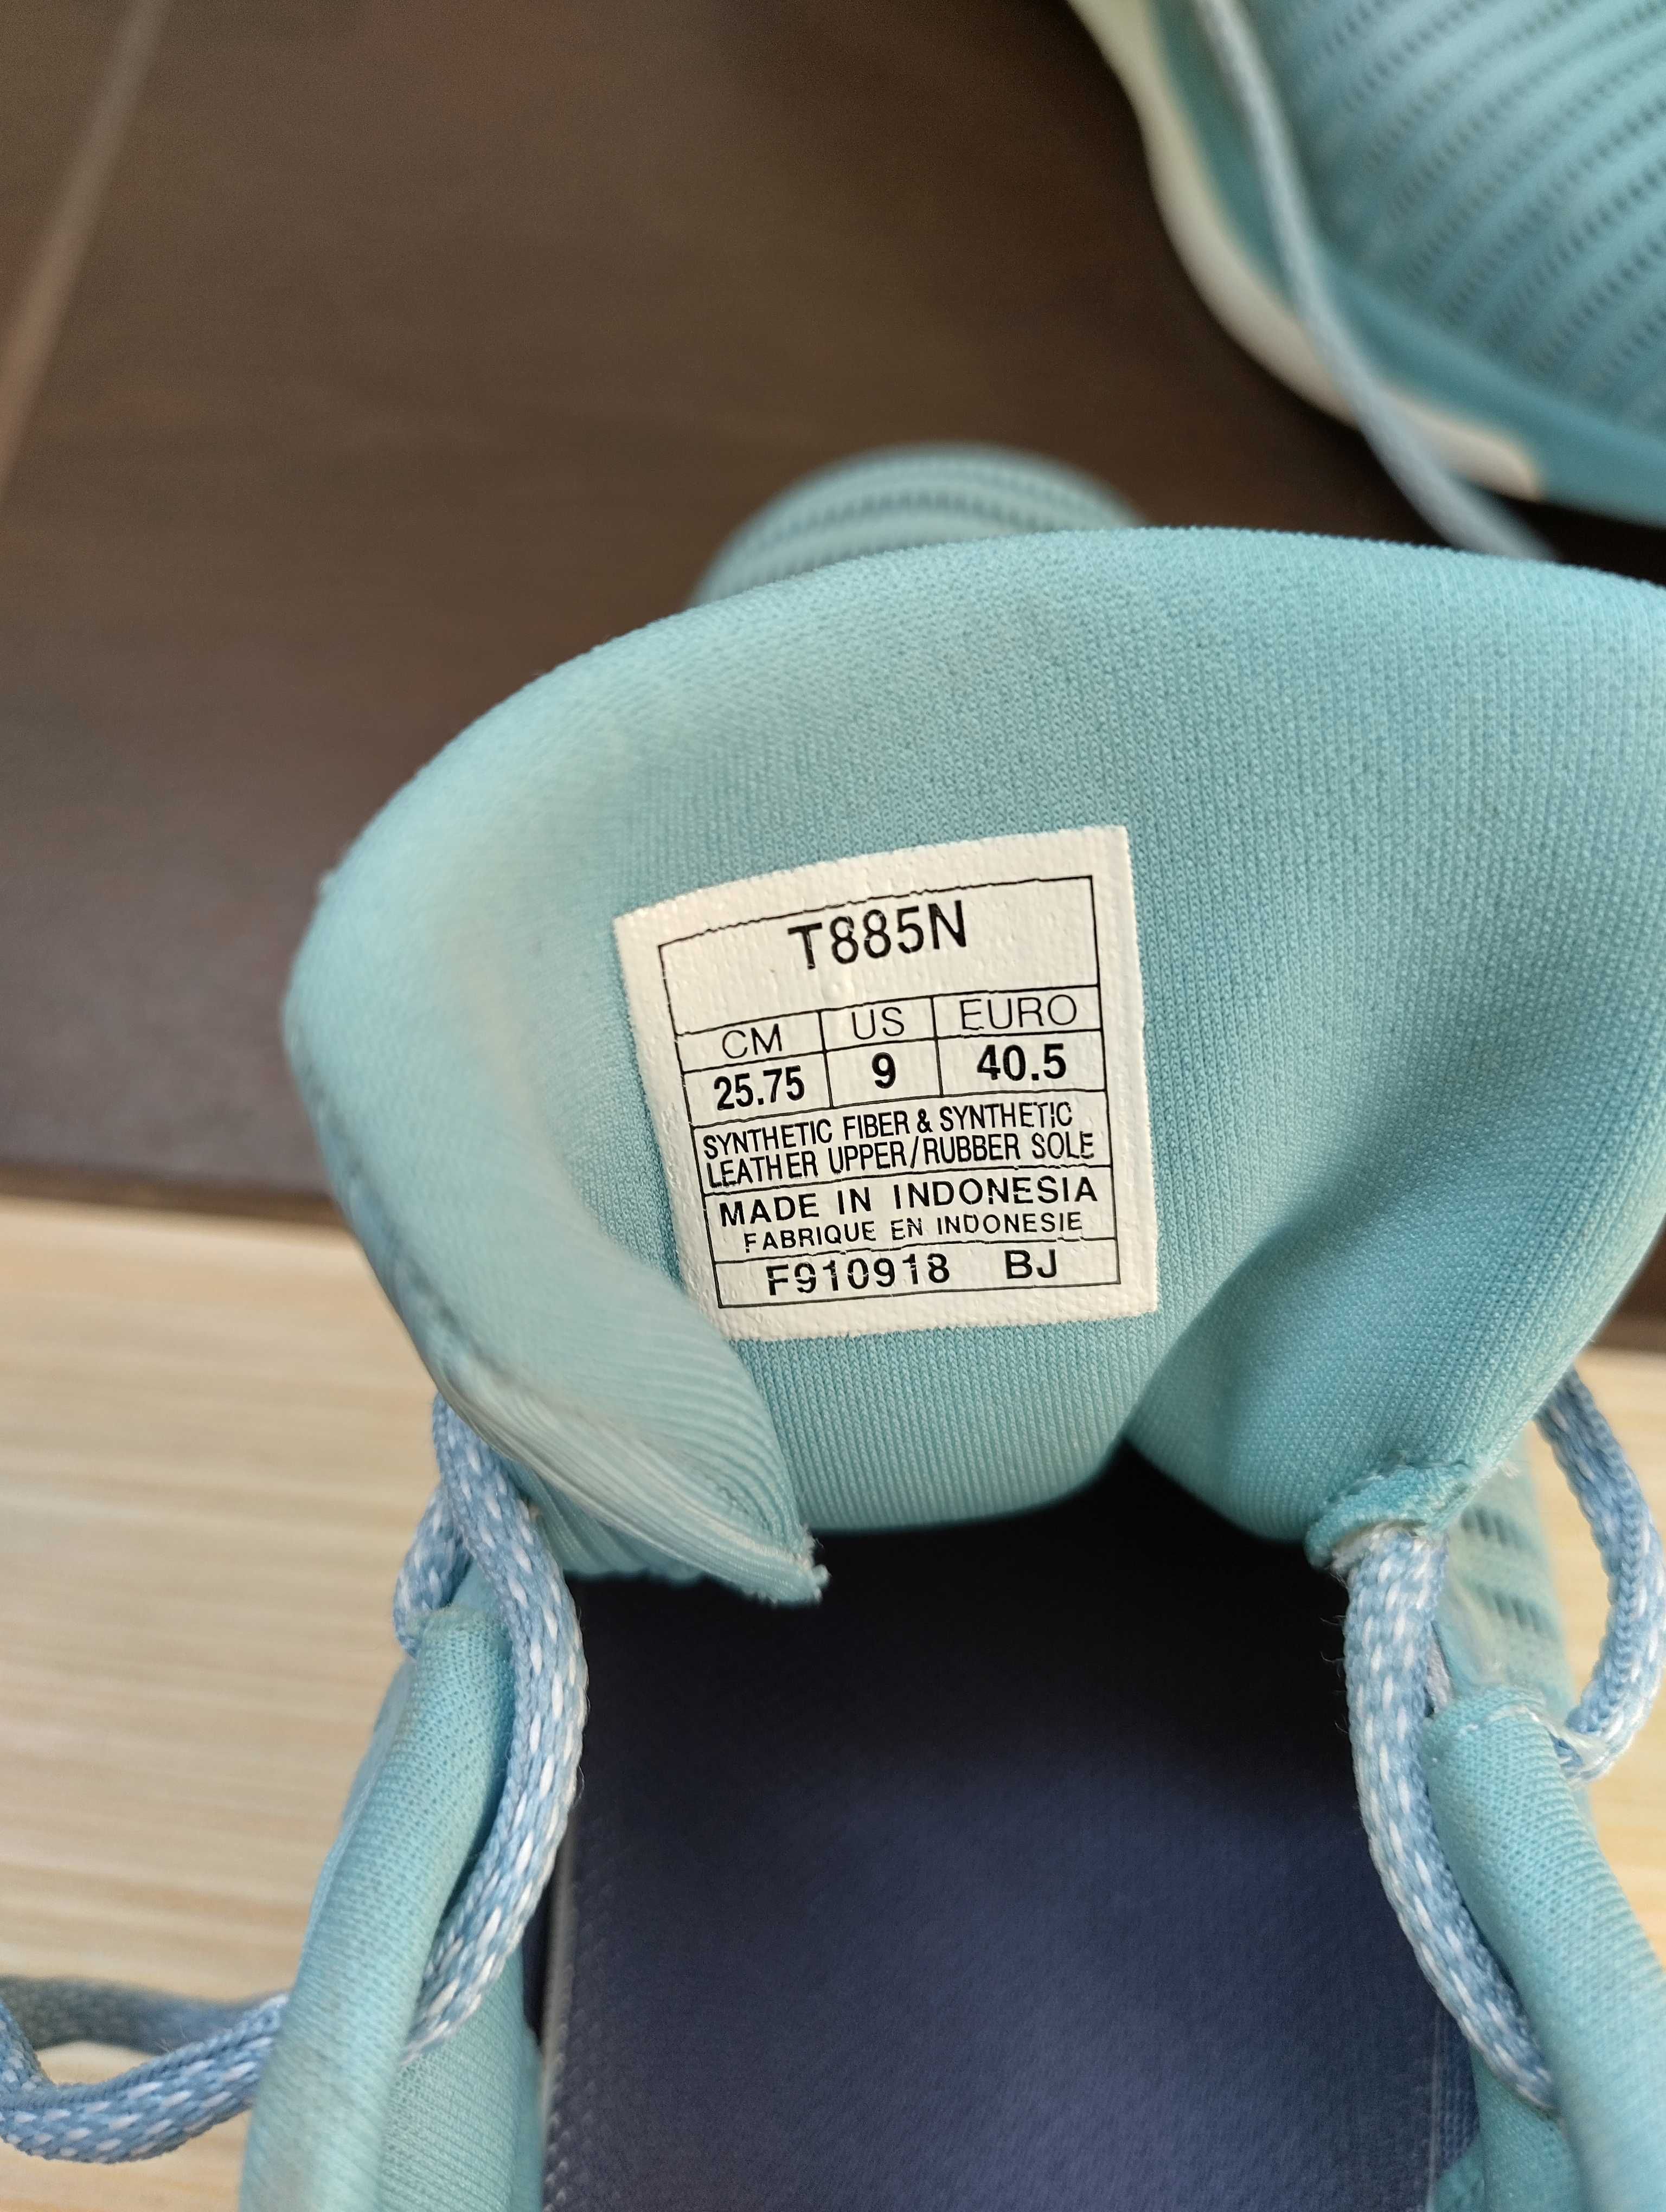 T885N
CM US EURO
25.75 9 40.5
SYNTHETIC FIBER & SYNTHETIC
LEATHER UPPER/RUBBER SOLE
MADE IN INDONESIA
FABRIQUE EN INDONESIE
F910918 BJ